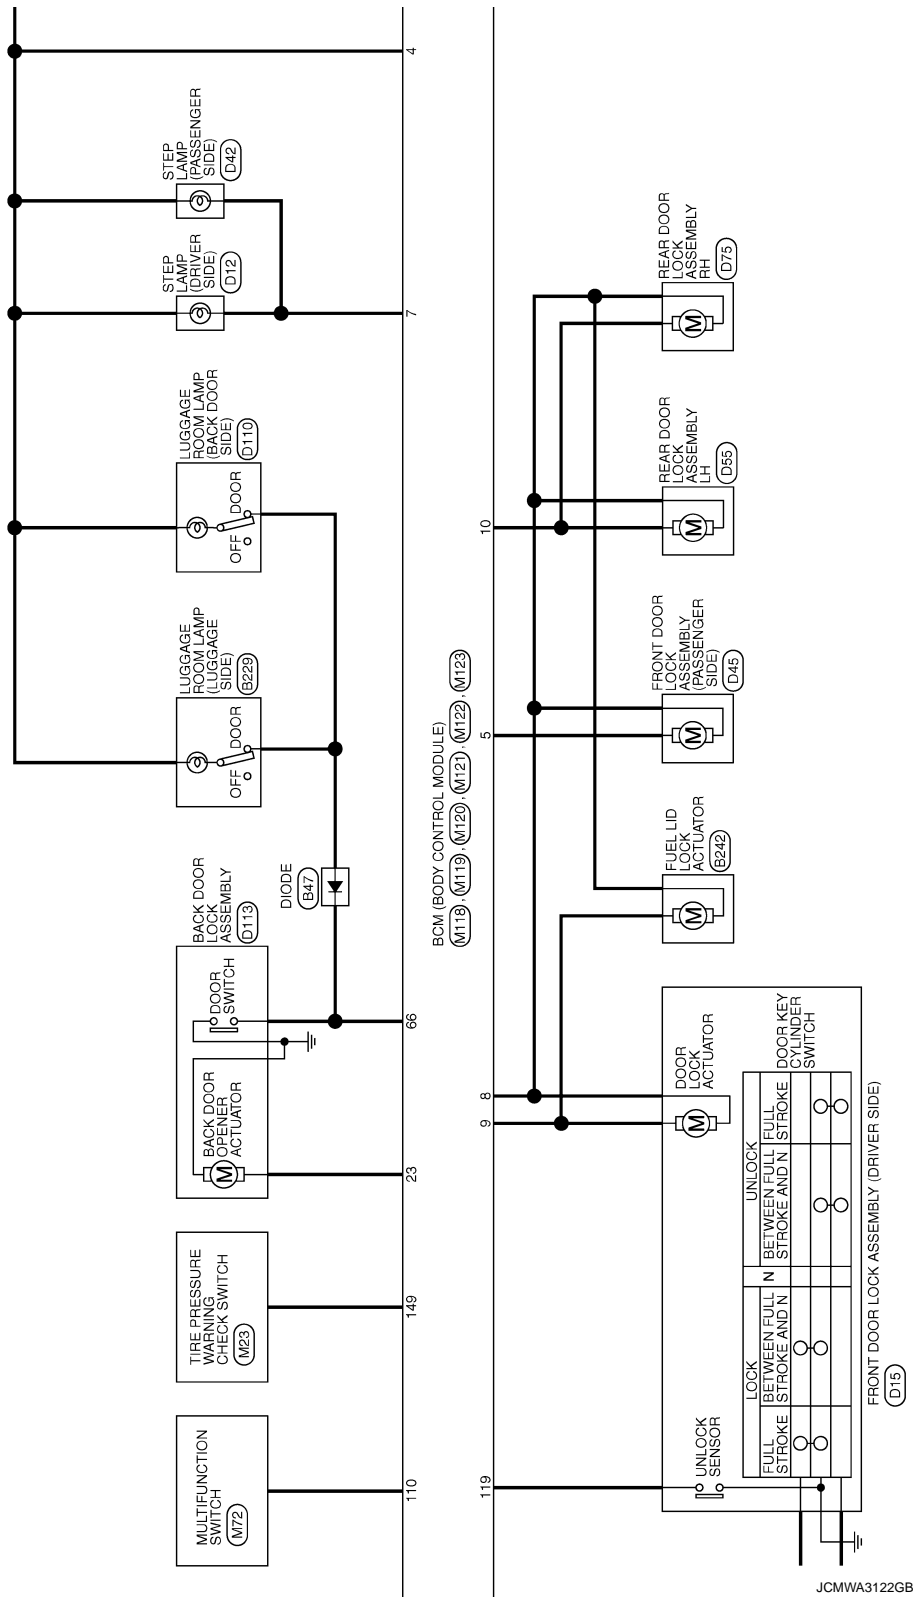 MULTIFUNCTION
SWITCH
M72
110
TIRE PRESSURE
WARNING
CHECK SWITCH
M23
149
BACK DOOR
LOCK
ASSEMBLY
D113
BACK DOOR
OPENER
ACTUATOR
M
DOOR
SWITCH
23
66
DIODE
B47
LUGGAGE
ROOM LAMP
(LUGGAGE
SIDE)
B229
OFF
DOOR
LUGGAGE
ROOM LAMP
(BACK DOOR
SIDE)
D110
OFF
DOOR
STEP
LAMP
(DRIVER
SIDE)
D12
STEP
LAMP
(PASSENGER
SIDE)
D42
7
4
BCM (BODY CONTROL MODULE)
M118 , M119 , M120 , M121 , M122 , M123
119
9
8
5
10
UNLOCK
SENSOR
DOOR
LOCK
ACTUATOR
M
LOCK
UNLOCK
FULL
STROKE
BETWEEN FULL
STROKE AND N
N
BETWEEN FULL
STROKE AND N
FULL
STROKE
DOOR KEY
CYLINDER
SWITCH
FRONT DOOR LOCK ASSEMBLY (DRIVER SIDE)
D15
FUEL LID
LOCK
ACTUATOR
B242
M
FRONT DOOR
LOCK
ASSEMBLY
(PASSENGER
SIDE)
D45
M
REAR DOOR
LOCK
ASSEMBLY
LH
D55
M
REAR DOOR
LOCK
ASSEMBLY
RH
D75
M
JCMWA3122GB